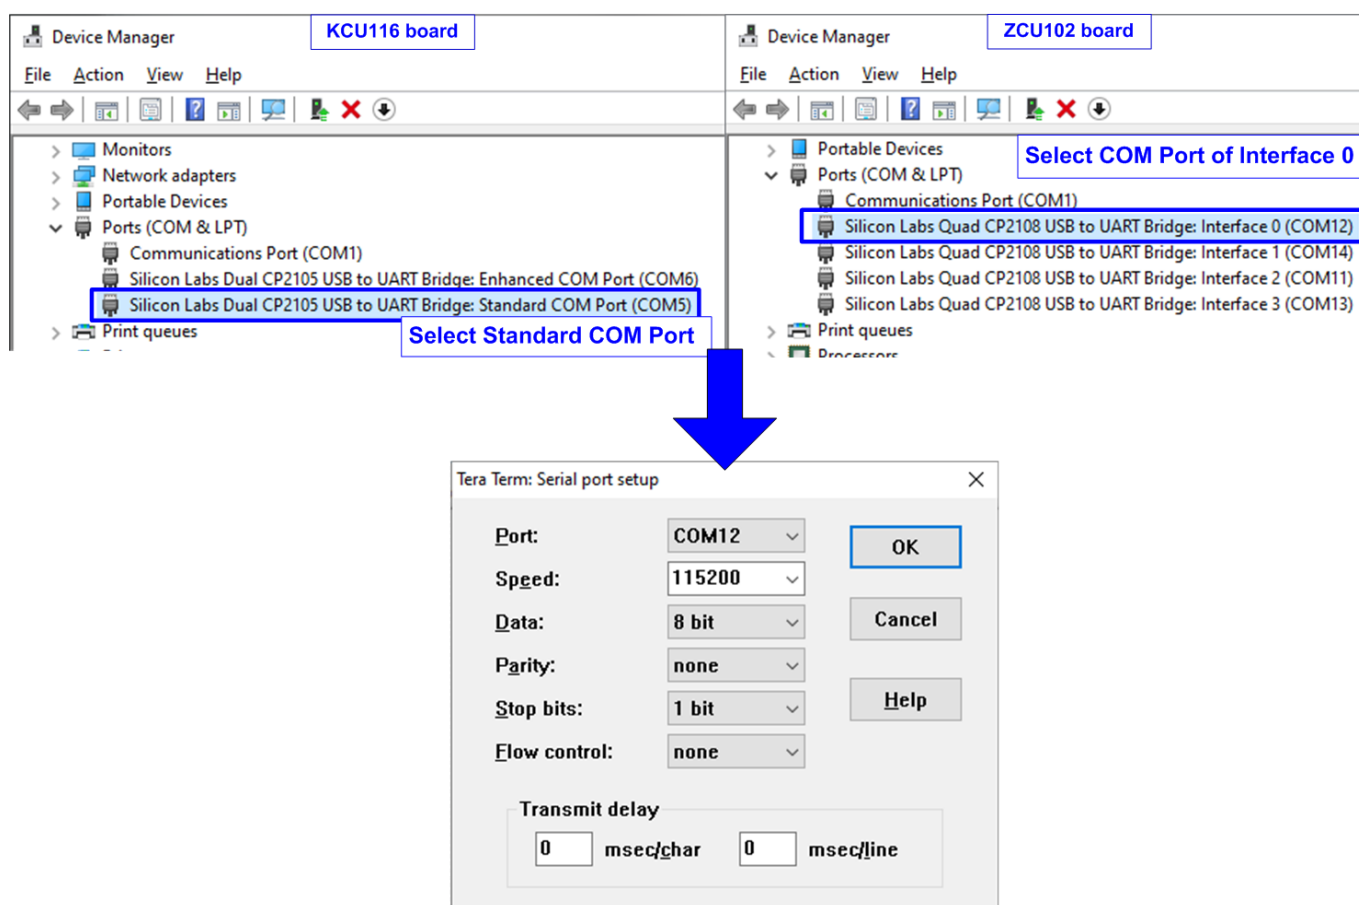 Device Manager
KCU116 board
File Action View Help
Monitors
Network adapters
Portable Devices
Ports (COM & LPT)
Communications Port (COM1)
Silicon Labs Dual CP2105 USB to UART Bridge: Enhanced COM Port (COM6)
Silicon Labs Dual CP2105 USB to UART Bridge: Standard COM Port (COM5)
Print queues
Select Standard COM Port
Device Manager
ZCU102 board
File Action View Help
Select COM Port of Interface 0
Portable Devices
Ports (COM & LPT)
Communications Port (COM1)
Silicon Labs Quad CP2108 USB to UART Bridge: Interface 0 (COM12)
Silicon Labs Quad CP2108 USB to UART Bridge: Interface 1 (COM14)
Silicon Labs Quad CP2108 USB to UART Bridge: Interface 2 (COM11)
Silicon Labs Quad CP2108 USB to UART Bridge: Interface 3 (COM13)
Print queues
Processors
Tera Term: Serial port setup
Port: COM12 OK
Speed: 115200
Data: 8 bit Cancel
Parity: none
Stop bits: 1 bit Help
Flow control: none
Transmit delay
0 msec/char 0 msec/line